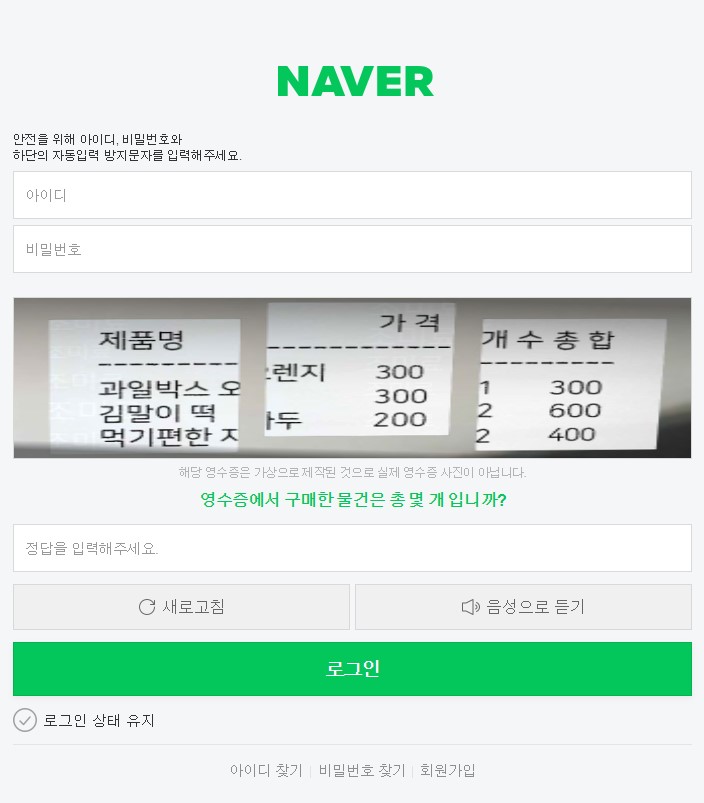 NAVER
안전을 위해 아이디, 비밀번호와
하단의 자동입력 방지문자를 입력해주세요.
아이디
비밀번호
제품명 가 격 개 수 총 합
과일박스 오렌지 300 1 300
김말이 떡 300 2 600
먹기편한 자두 200 2 400
해당 영수증은 가상으로 제작된 것으로 실제 영수증 사진이 아닙니다.
영수증에서 구매한 물건은 총 몇 개 입니까?
정답을 입력해주세요.
새로고침 음성으로 듣기
로그인
로그인 상태 유지
아이디 찾기 비밀번호 찾기 회원가입